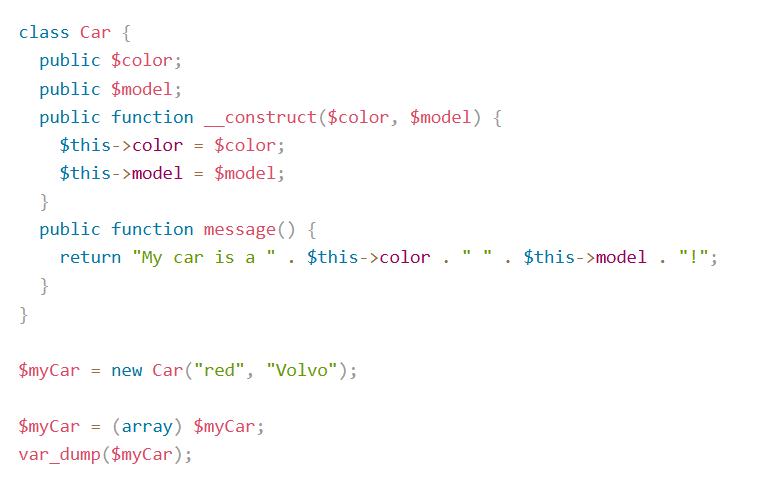 class Car {
  public $color;
  public $model;
  public function __construct($color, $model) {
    $this->color = $color;
    $this->model = $model;
  }
  public function message() {
    return "My car is a " . $this->color . " " . $this->model . "!";
  }
}

$myCar = new Car("red", "Volvo");

$myCar = (array) $myCar;
var_dump($myCar);